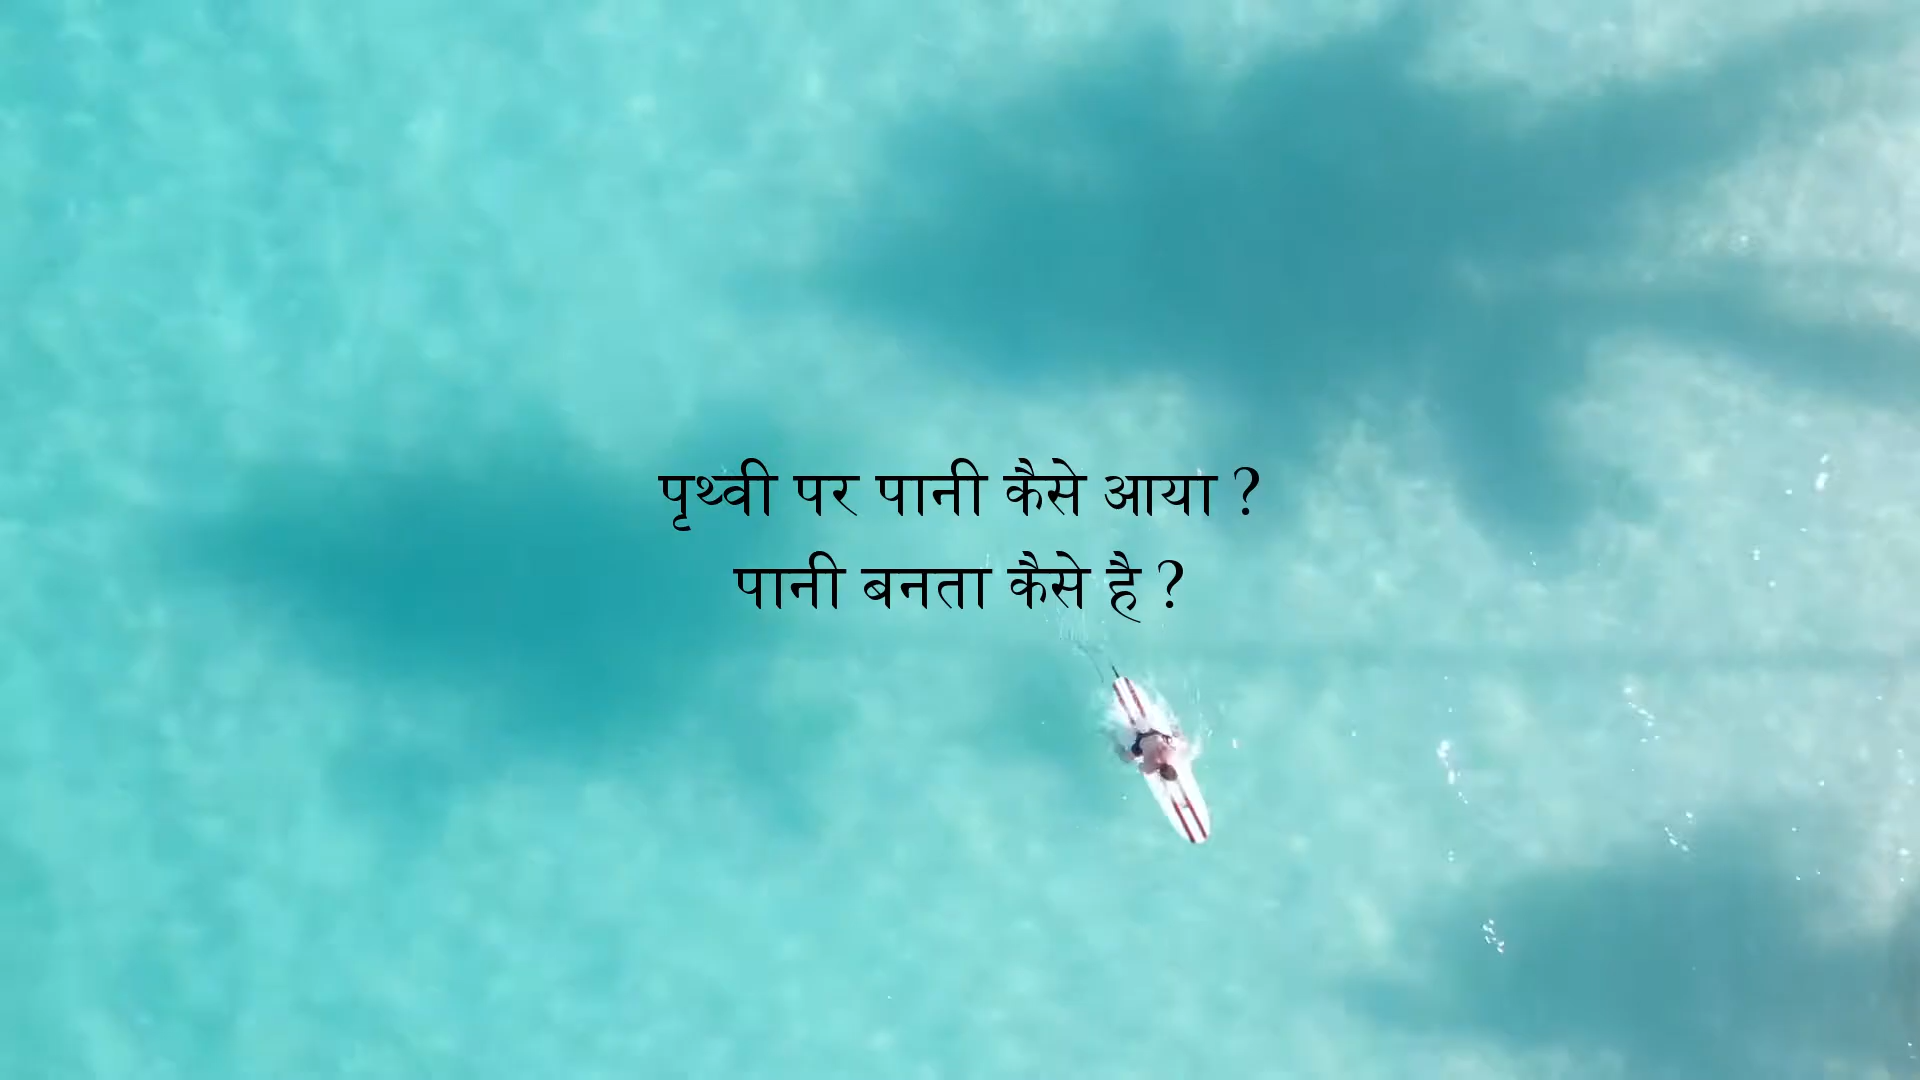 पृथ्वी पर पानी कैसे आया ?
पानी बनता कैसे है ?